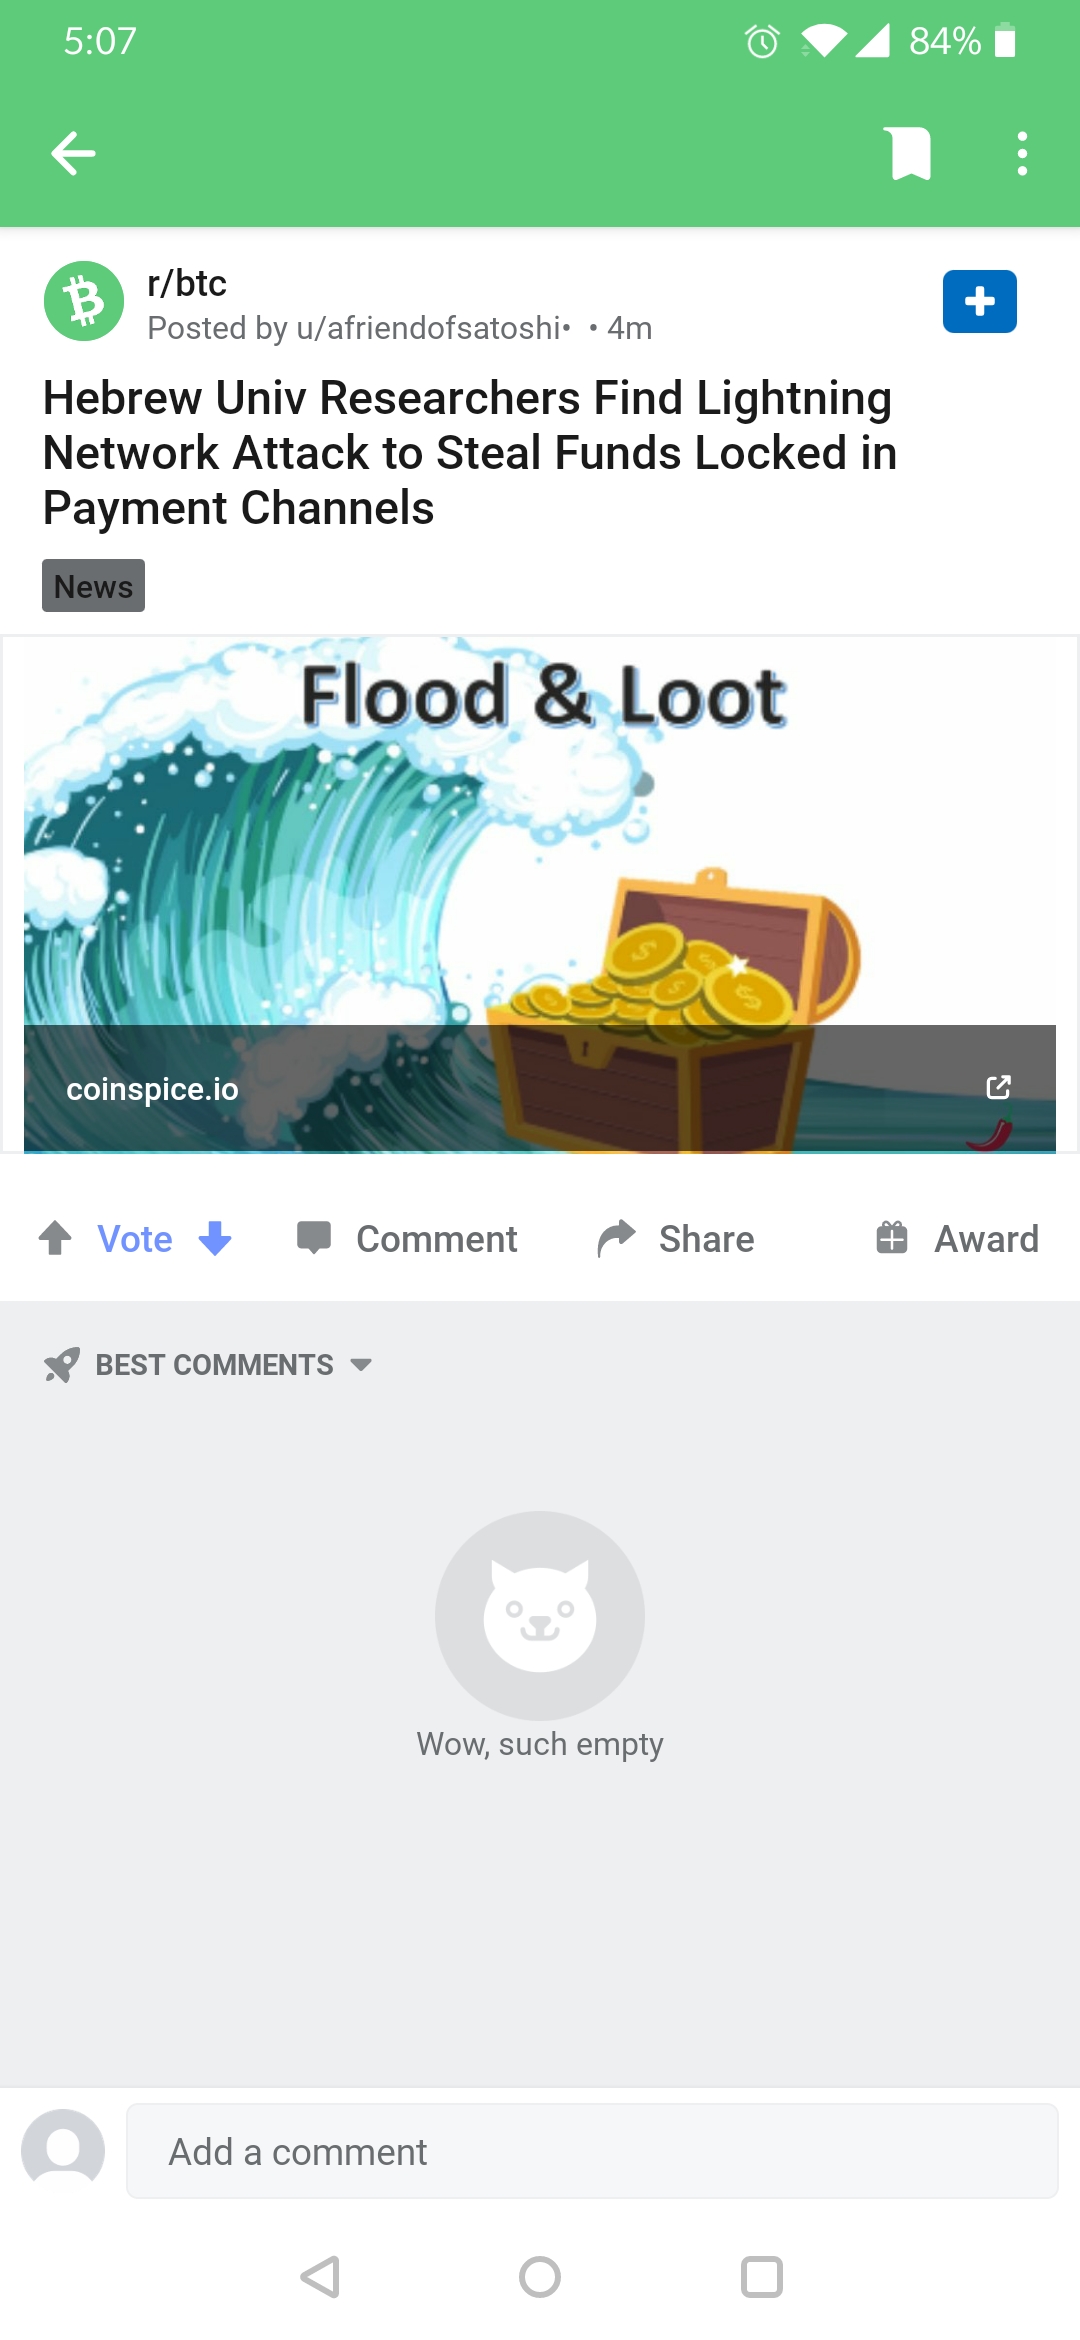 5:07
84%
r/btc
Posted by u/afriendofsatoshi• • 4m
Hebrew Univ Researchers Find Lightning
Network Attack to Steal Funds Locked in
Payment Channels
News
Flood & Loot
coinspice.io
Vote
Comment
Share
Award
BEST COMMENTS
Wow, such empty
Add a comment